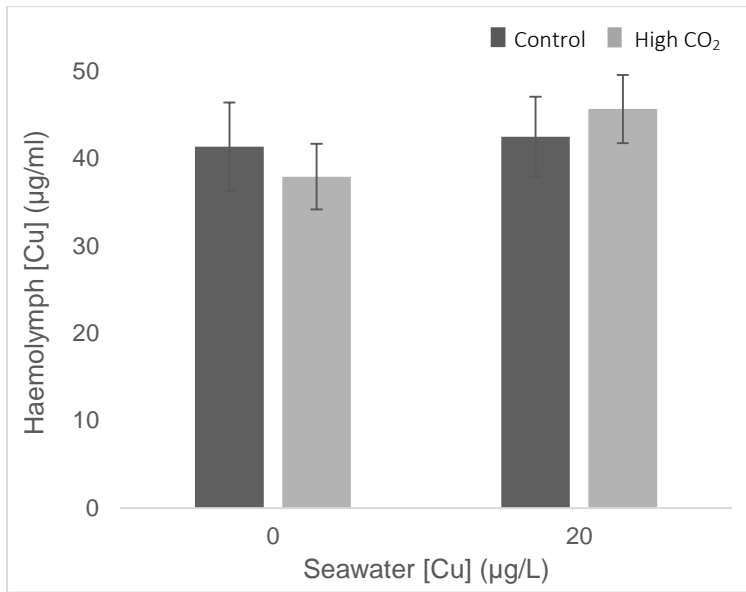 Control High CO₂
50
40
30
20
10
0
Haemolymph [Cu] (µg/ml)
0 20
Seawater [Cu] (µg/L)